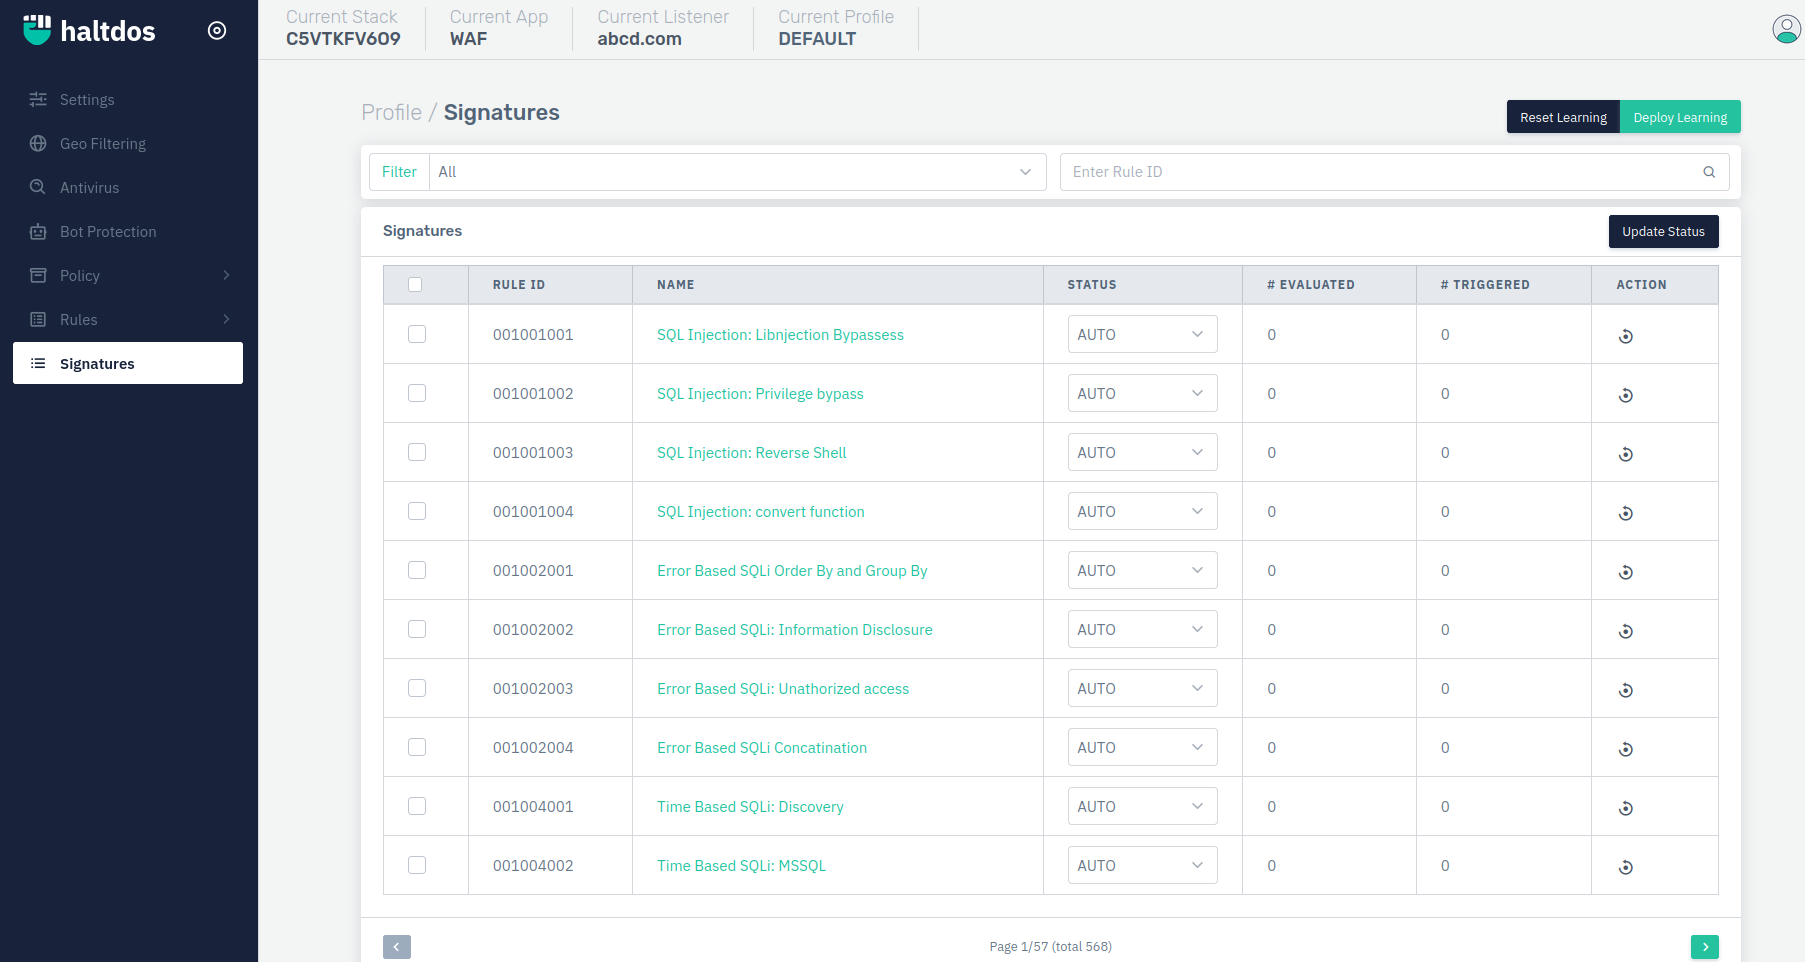 haltdos
Current Stack
C5VTKFV6O9
Current App
WAF
Current Listener
abcd.com
Current Profile
DEFAULT
Settings
Geo Filtering
Antivirus
Bot Protection
Policy
Rules
Signatures
Profile / Signatures
Reset Learning
Deploy Learning
Filter All
Enter Rule ID
Signatures
Update Status
RULE ID NAME STATUS # EVALUATED # TRIGGERED ACTION
001001001 SQL Injection: Libnjection Bypassess AUTO 0 0
001001002 SQL Injection: Privilege bypass AUTO 0 0
001001003 SQL Injection: Reverse Shell AUTO 0 0
001001004 SQL Injection: convert function AUTO 0 0
001002001 Error Based SQLi Order By and Group By AUTO 0 0
001002002 Error Based SQLi: Information Disclosure AUTO 0 0
001002003 Error Based SQLi: Unathorized access AUTO 0 0
001002004 Error Based SQLi Concatination AUTO 0 0
001004001 Time Based SQLi: Discovery AUTO 0 0
001004002 Time Based SQLi: MSSQL AUTO 0 0
Page 1/57 (total 568)